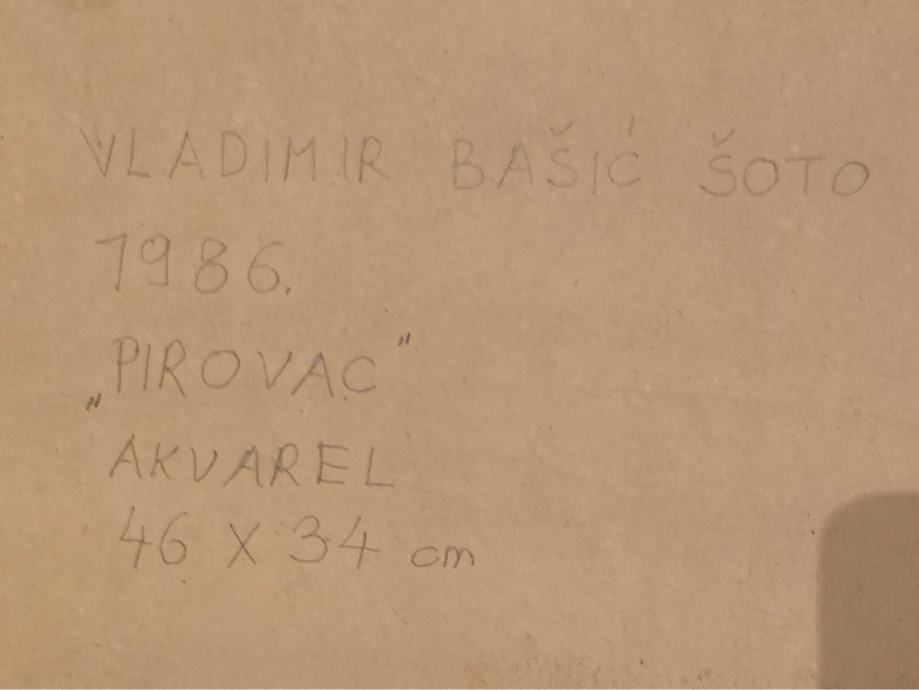 VLADIMIR BAŠIĆ ŠOTO
1986.
„PIROVAC"
AKVAREL
46 X 34 cm